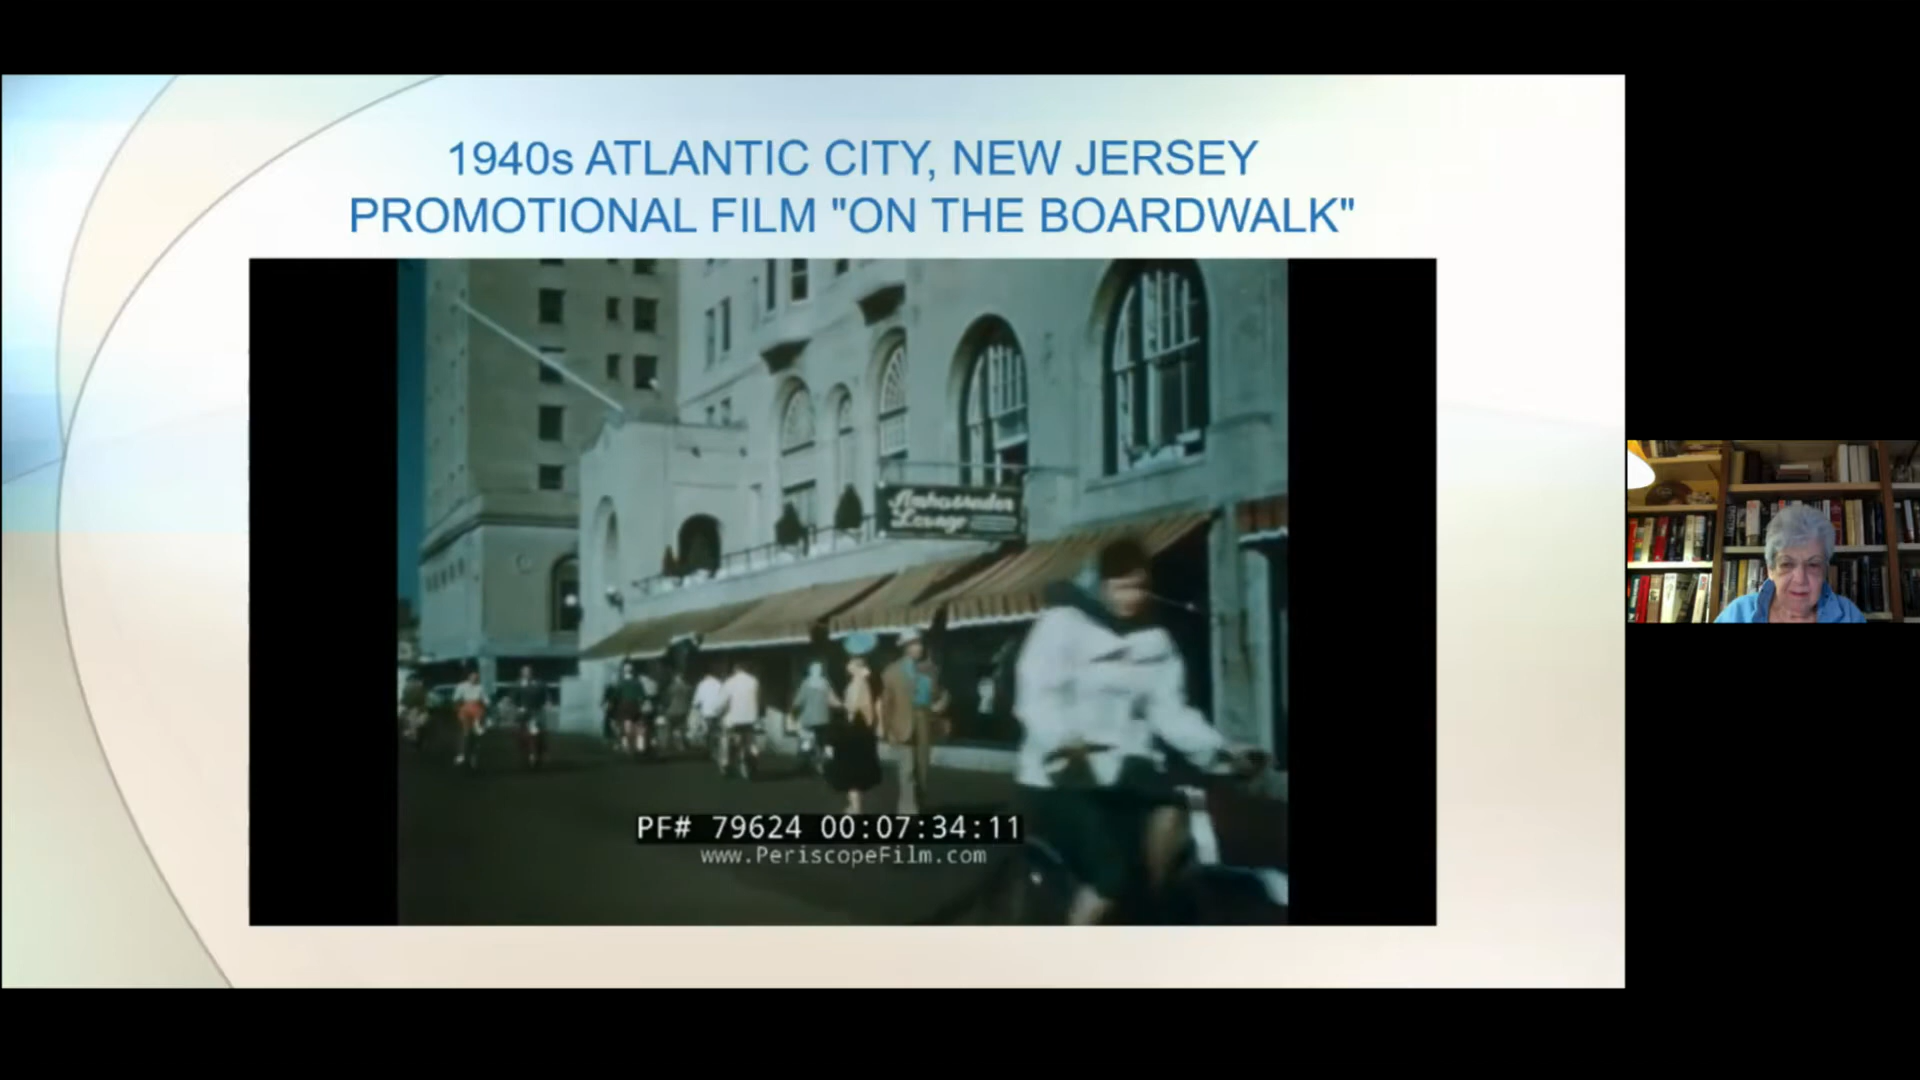 1940s ATLANTIC CITY, NEW JERSEY
PROMOTIONAL FILM "ON THE BOARDWALK"
Ambassador
Lounge
PF# 79624 00:07:34:11
www.PeriscopeFilm.com